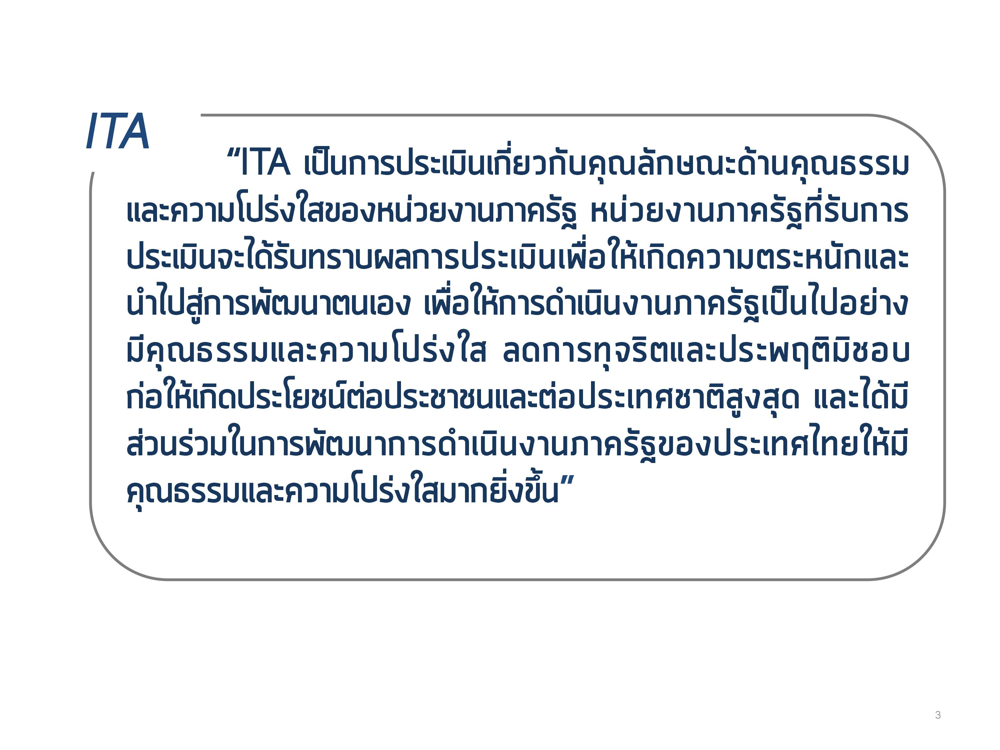 ITA
“ITA เป็นการประเมินเกี่ยวกับคุณลักษณะด้านคุณธรรม
และความโปร่งใสของหน่วยงานภาครัฐ หน่วยงานภาครัฐที่รับการ
ประเมินจะได้รับทราบผลการประเมินเพื่อให้เกิดความตระหนักและ
นำไปสู่การพัฒนาตนเอง เพื่อให้การดำเนินงานภาครัฐเป็นไปอย่าง
มีคุณธรรมและความโปร่งใส ลดการทุจริตและประพฤติมิชอบ
ก่อให้เกิดประโยชน์ต่อประชาชนและต่อประเทศชาติสูงสุด และได้มี
ส่วนร่วมในการพัฒนาการดำเนินงานภาครัฐของประเทศไทยให้มี
คุณธรรมและความโปร่งใสมากยิ่งขึ้น”
3